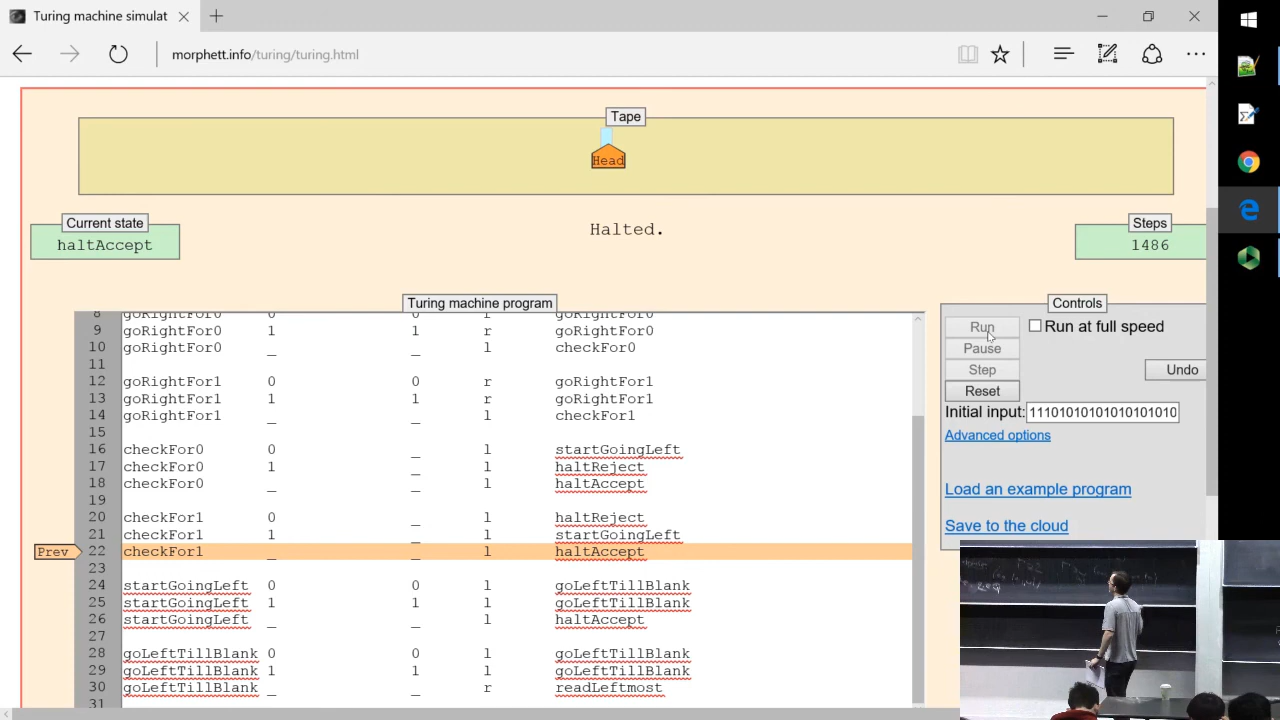 Turing machine simulat
morphett.info/turing/turing.html
Tape
Head
Current state
haltAccept
Halted.
Steps
1486
Turing machine program
8 goRightFor0 0 0 r goRightFor0
9 goRightFor0 1 1 r goRightFor0
10 goRightFor0 _ _ l checkFor0
11
12 goRightFor1 0 0 r goRightFor1
13 goRightFor1 1 1 r goRightFor1
14 goRightFor1 _ _ l checkFor1
15
16 checkFor0 0 _ l startGoingLeft
17 checkFor0 1 _ l haltReject
18 checkFor0 _ _ l haltAccept
19
20 checkFor1 0 _ l haltReject
21 checkFor1 1 _ l startGoingLeft
Prev 22 checkFor1 _ _ l haltAccept
23
24 startGoingLeft 0 0 l goLeftTillBlank
25 startGoingLeft 1 1 l goLeftTillBlank
26 startGoingLeft _ _ l haltAccept
27
28 goLeftTillBlank 0 0 l goLeftTillBlank
29 goLeftTillBlank 1 1 l goLeftTillBlank
30 goLeftTillBlank _ _ r readLeftmost
31
Controls
Run
Run at full speed
Pause
Step
Undo
Reset
Initial input: 11101010101010101010
Advanced options
Load an example program
Save to the cloud